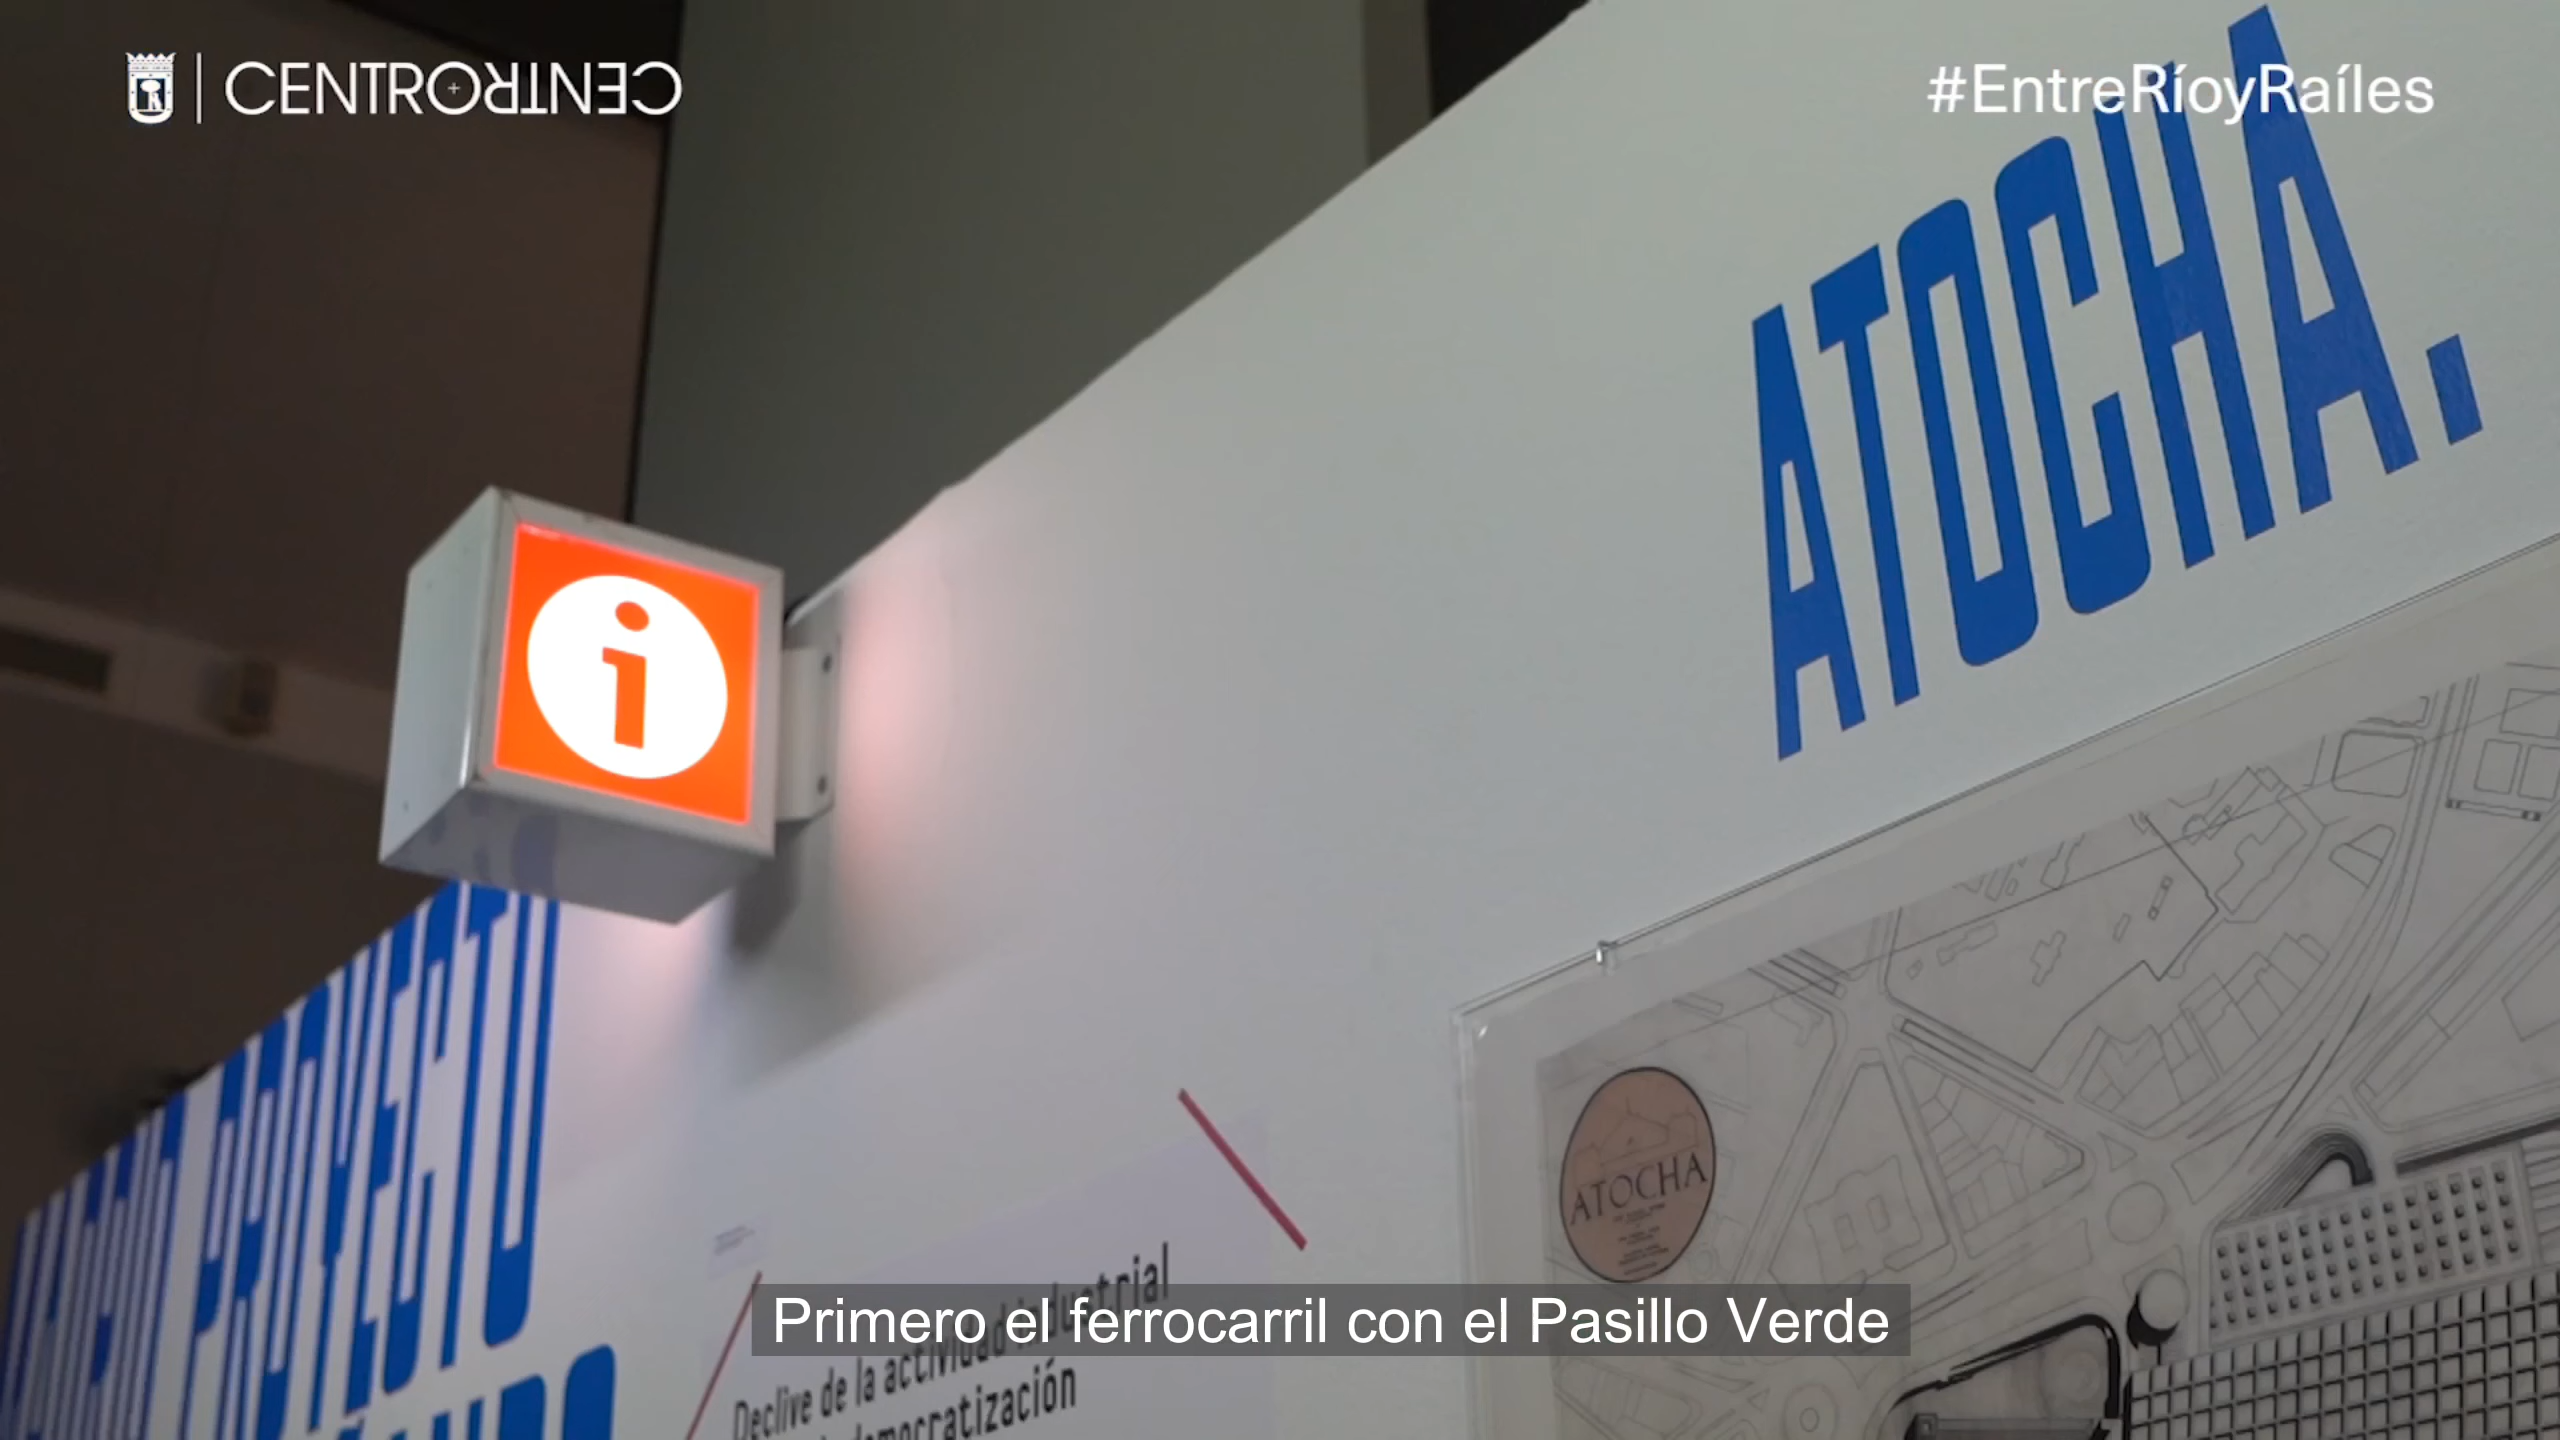 CENTROCENTRO
#EntreRíoyRaíles
ATOCHA.
i
PROYECTO
ATOCHA
Declive de la actividad industrial
democratización
Primero el ferrocarril con el Pasillo Verde